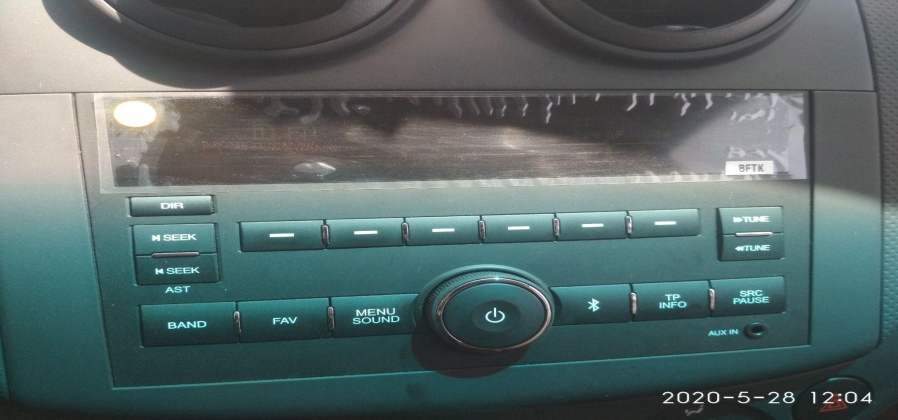 BFTK
DIR
SEEK
TUNE
TUNE
SEEK
AST
BAND
FAV
MENU
SOUND
TP
INFO
SRC
PAUSE
AUX IN
2020-5-28 12:04